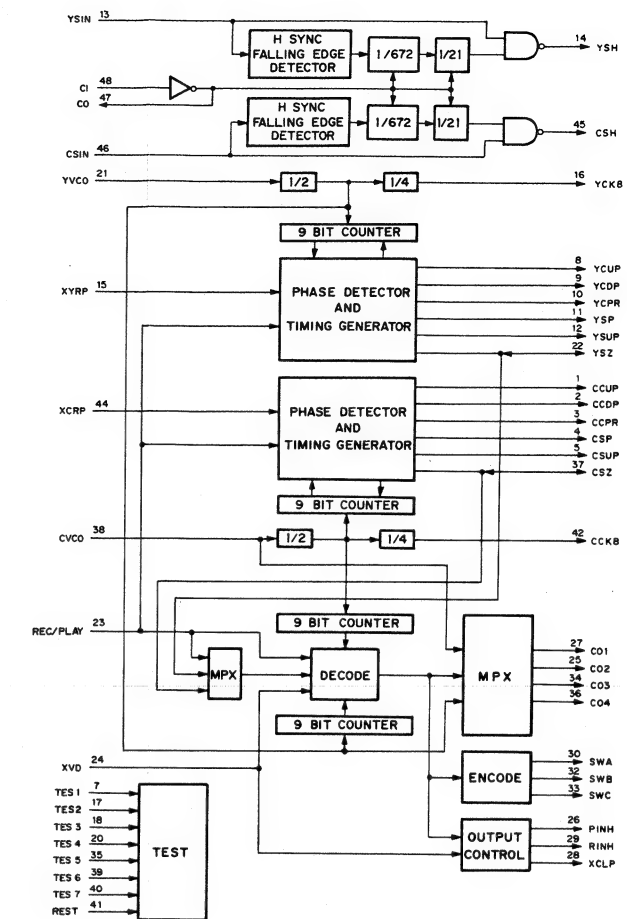 YSIN 13
H SYNC
FALLING EDGE
DETECTOR
1/672
1/21
14 YSH
CI 48
CO 47
H SYNC
FALLING EDGE
DETECTOR
1/672
1/21
45 CSH
CSIN 46
YVCO 21
1/2
1/4
16 YCK8
9 BIT COUNTER
XYRP 15
PHASE DETECTOR
AND
TIMING GENERATOR
8 YCUP
9 YCDP
10 YCPR
11 YSP
12 YSUP
22 YSZ
XCRP 44
PHASE DETECTOR
AND
TIMING GENERATOR
1 CCUP
2 CCDP
3 CCPR
4 CSP
5 CSUP
37 CSZ
9 BIT COUNTER
CVCO 38
1/2
1/4
42 CCK8
REC/PLAY 23
9 BIT COUNTER
MPX
DECODE
9 BIT COUNTER
MPX
27 CO1
25 CO2
34 CO3
36 CO4
XVD 24
ENCODE
30 SWA
32 SWB
33 SWC
OUTPUT
CONTROL
26 PINH
29 RINH
28 XCLP
TES 1 7
TES2 17
TES 3 18
TES 4 20
TES 5 35
TES 6 39
TES 7 40
REST 41
TEST